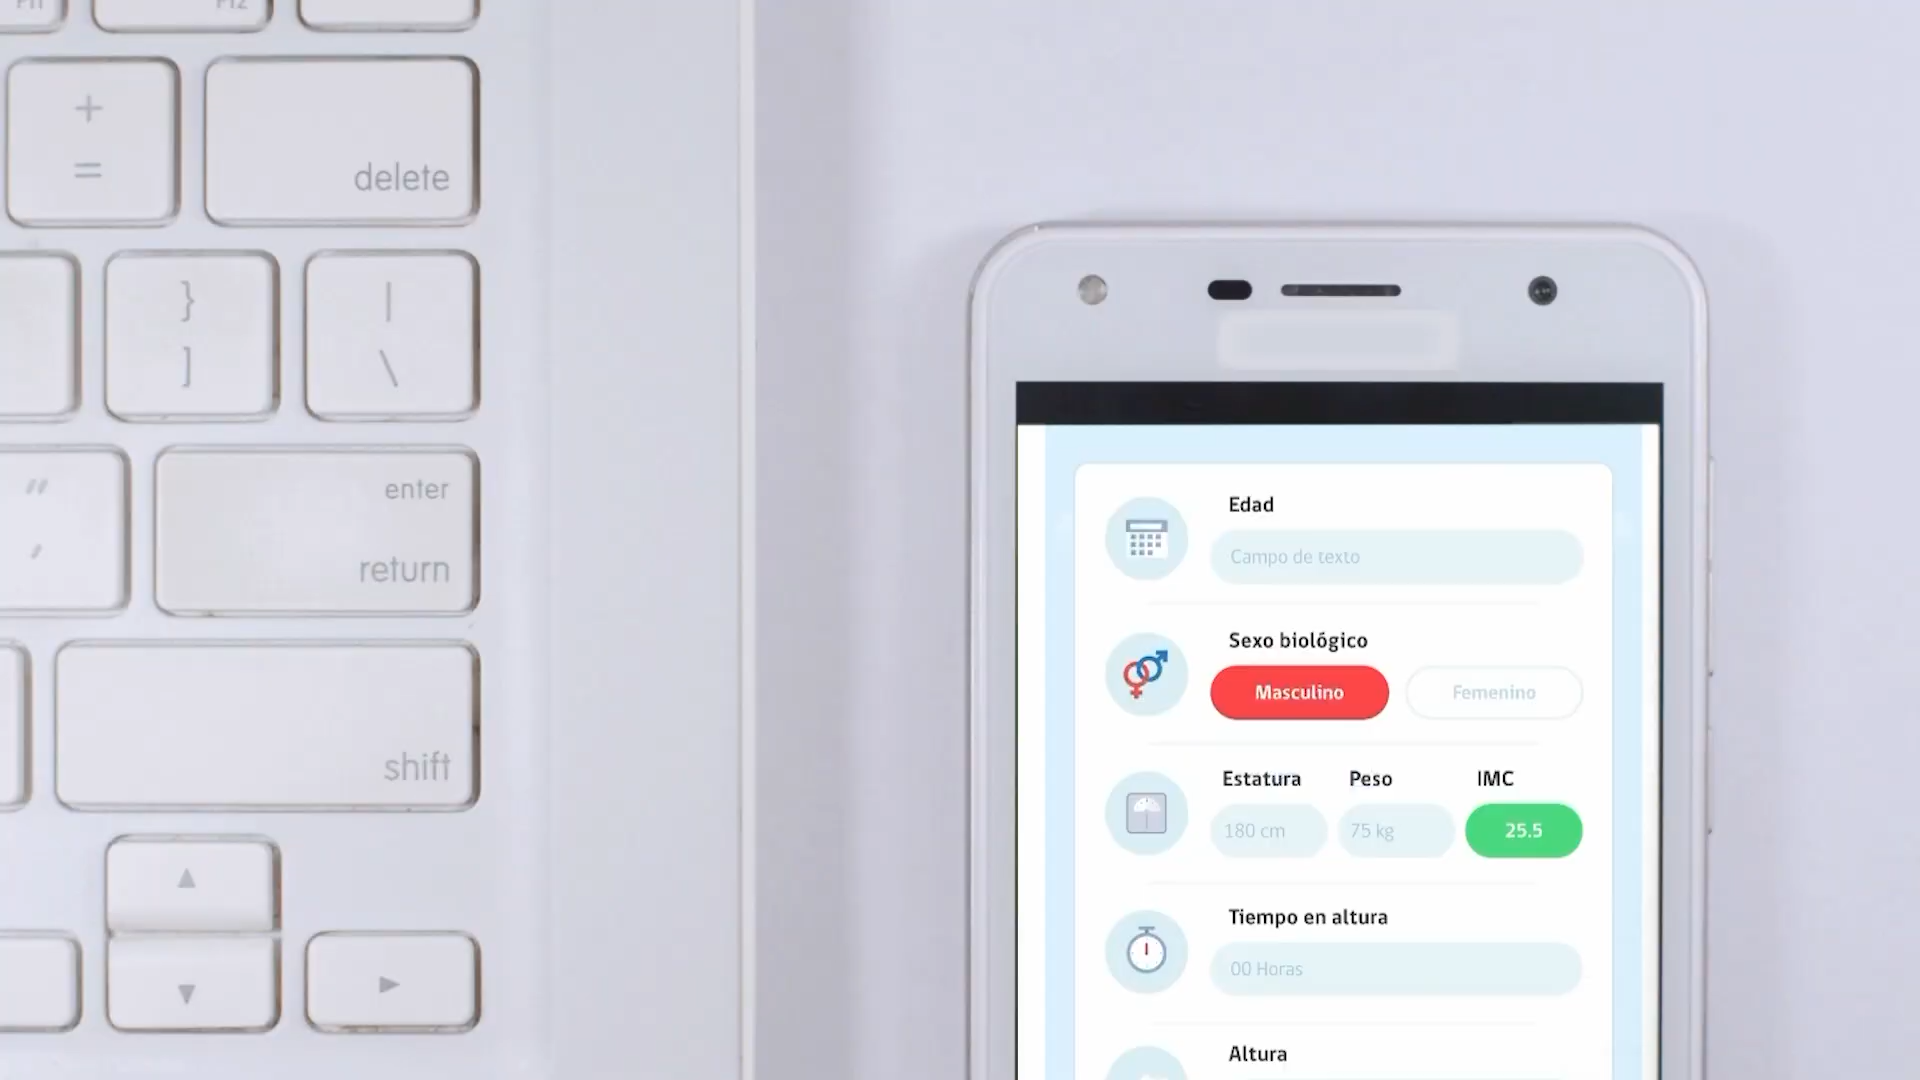 F12
+
=
delete
}
]
|
\
"
'
enter
return
shift
Edad
Campo de texto
Sexo biológico
Masculino Femenino
Estatura Peso IMC
180 cm 75 kg 25.5
Tiempo en altura
00 Horas
Altura